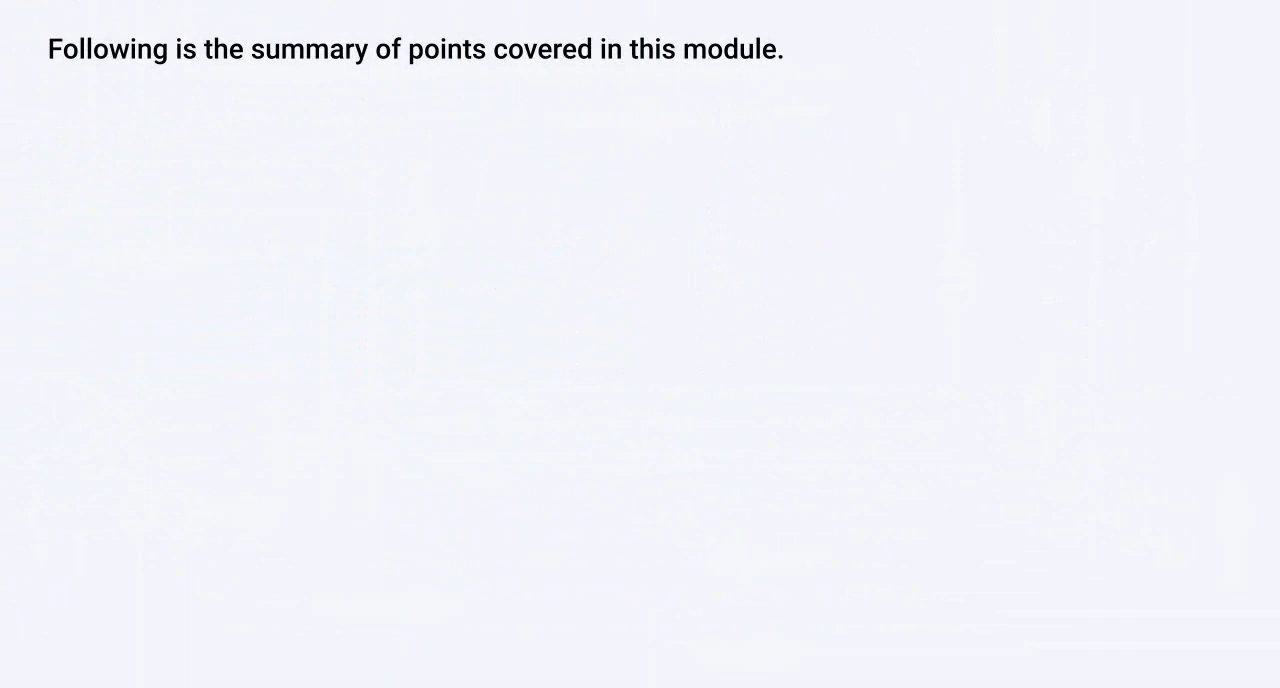 Following is the summary of points covered in this module.